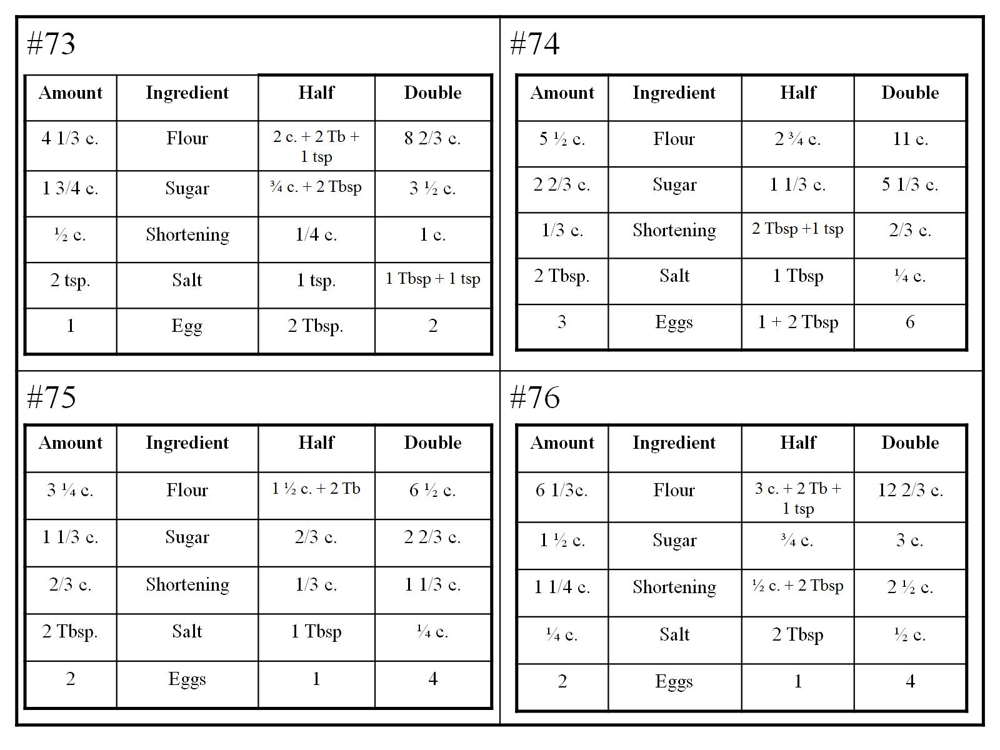 #73
Amount Ingredient Half Double
4 1/3 c. Flour 2 c. + 2 Tb + 8 2/3 c.
1 tsp
1 3/4 c. Sugar ¾ c. + 2 Tbsp 3 ½ c.
½ c. Shortening 1/4 c. 1 c.
2 tsp. Salt 1 tsp. 1 Tbsp + 1 tsp
1 Egg 2 Tbsp. 2
#74
Amount Ingredient Half Double
5 ½ c. Flour 2 ¾ c. 11 c.
2 2/3 c. Sugar 1 1/3 c. 5 1/3 c.
1/3 c. Shortening 2 Tbsp +1 tsp 2/3 c.
2 Tbsp. Salt 1 Tbsp ¼ c.
3 Eggs 1 + 2 Tbsp 6
#75
Amount Ingredient Half Double
3 ¼ c. Flour 1 ½ c. + 2 Tb 6 ½ c.
1 1/3 c. Sugar 2/3 c. 2 2/3 c.
2/3 c. Shortening 1/3 c. 1 1/3 c.
2 Tbsp. Salt 1 Tbsp ¼ c.
2 Eggs 1 4
#76
Amount Ingredient Half Double
6 1/3c. Flour 3 c. + 2 Tb + 12 2/3 c.
1 tsp
1 ½ c. Sugar ¾ c. 3 c.
1 1/4 c. Shortening ½ c. + 2 Tbsp 2 ½ c.
¼ c. Salt 2 Tbsp ½ c.
2 Eggs 1 4